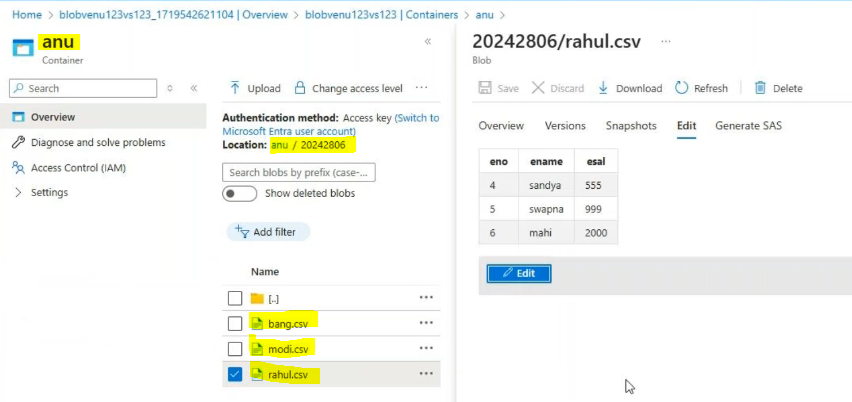 Home > blobvenu123vs123_1719542621104 | Overview > blobvenu123vs123 | Containers > anu >
anu
Container
Search
Overview
Diagnose and solve problems
Access Control (IAM)
Settings
Upload Change access level
Authentication method: Access key (Switch to
Microsoft Entra user account)
Location: anu / 20242806
Search blobs by prefix (case-...
Show deleted blobs
Add filter
Name
[..]
bang.csv
modi.csv
rahul.csv
20242806/rahul.csv
Blob
Save Discard Download Refresh Delete
Overview Versions Snapshots Edit Generate SAS
eno ename esal
4 sandya 555
5 swapna 999
6 mahi 2000
Edit